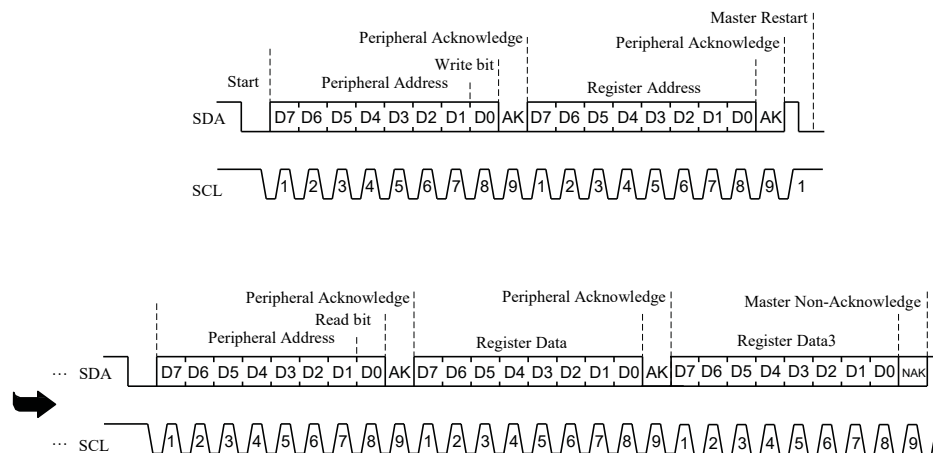 Master Restart
Peripheral Acknowledge Peripheral Acknowledge
Write bit
Start Peripheral Address Register Address
SDA D7 D6 D5 D4 D3 D2 D1 D0 AK D7 D6 D5 D4 D3 D2 D1 D0 AK
SCL 1 2 3 4 5 6 7 8 9 1 2 3 4 5 6 7 8 9 1
Peripheral Acknowledge Peripheral Acknowledge Master Non-Acknowledge
Read bit
Peripheral Address Register Data Register Data3
... SDA D7 D6 D5 D4 D3 D2 D1 D0 AK D7 D6 D5 D4 D3 D2 D1 D0 AK D7 D6 D5 D4 D3 D2 D1 D0 NAK
... SCL 1 2 3 4 5 6 7 8 9 1 2 3 4 5 6 7 8 9 1 2 3 4 5 6 7 8 9